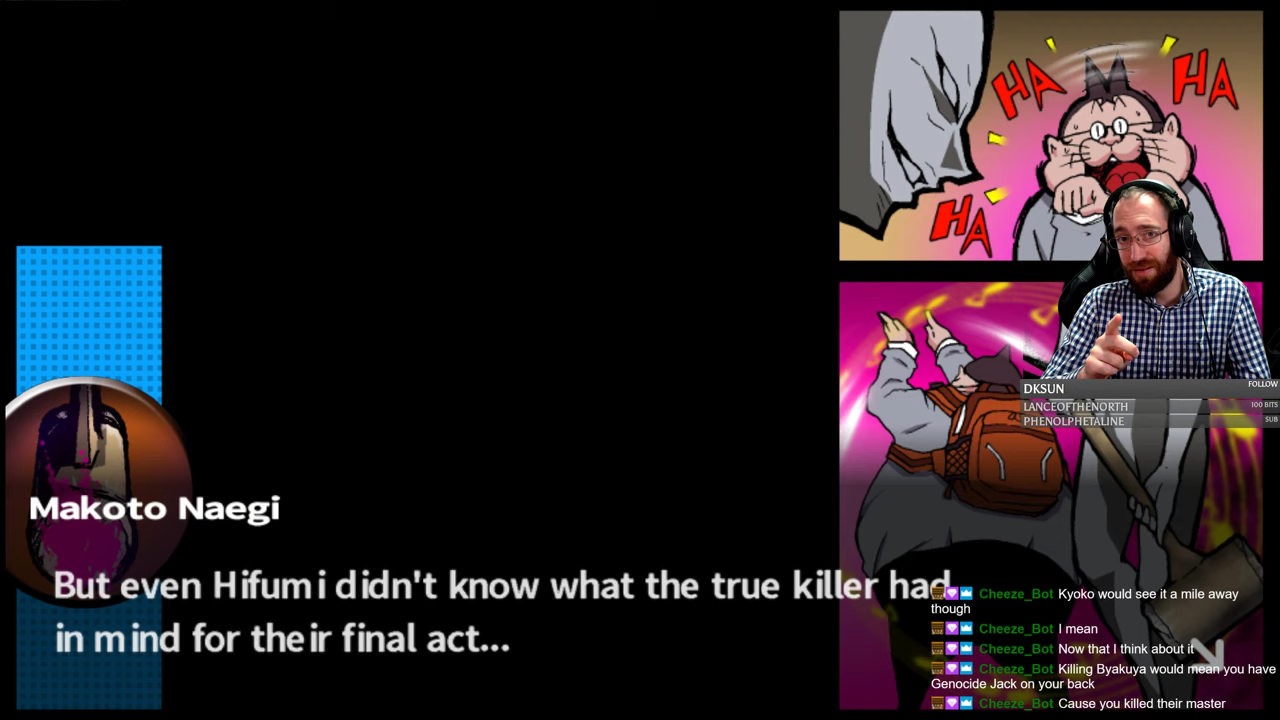 HA
HA
HA
DKSUN FOLLOW
LANCEOFTHENORTH 100 BITS
PHENOLPHETALINE SUB
Makoto Naegi
But even Hifumi didn't know what the true killer had
in mind for their final act...
Cheeze_Bot Kyoko would see it a mile away
though
Cheeze_Bot I mean
Cheeze_Bot Now that I think about it
Cheeze_Bot Killing Byakuya would mean you have
Genocide Jack on your back
Cheeze_Bot Cause you killed their master